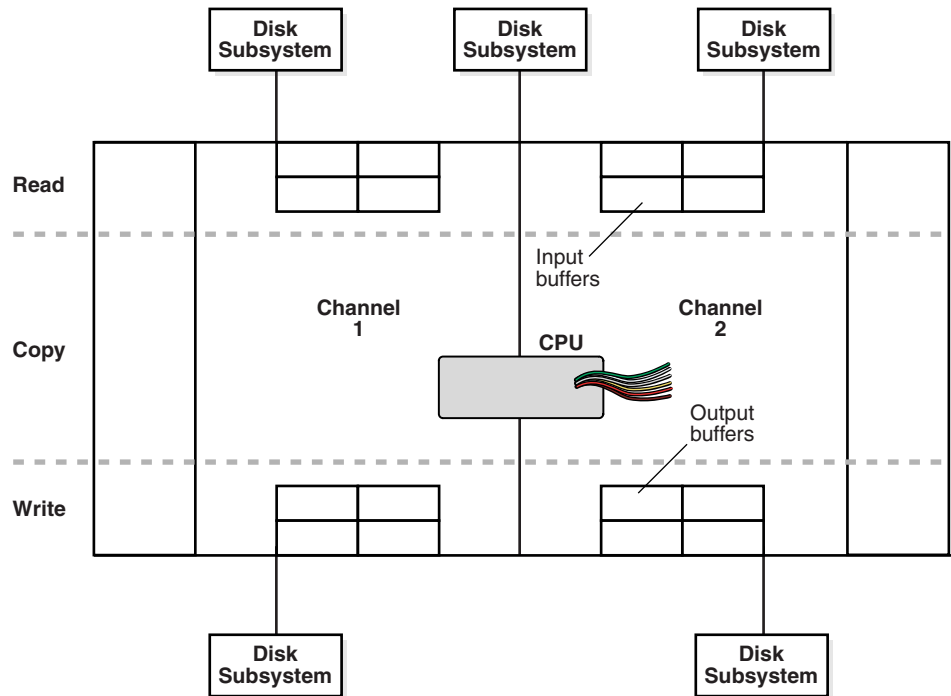 Disk
Subsystem
Disk
Subsystem
Disk
Subsystem
Read
Input
buffers
Channel
1
Channel
2
CPU
Copy
Output
buffers
Write
Disk
Subsystem
Disk
Subsystem